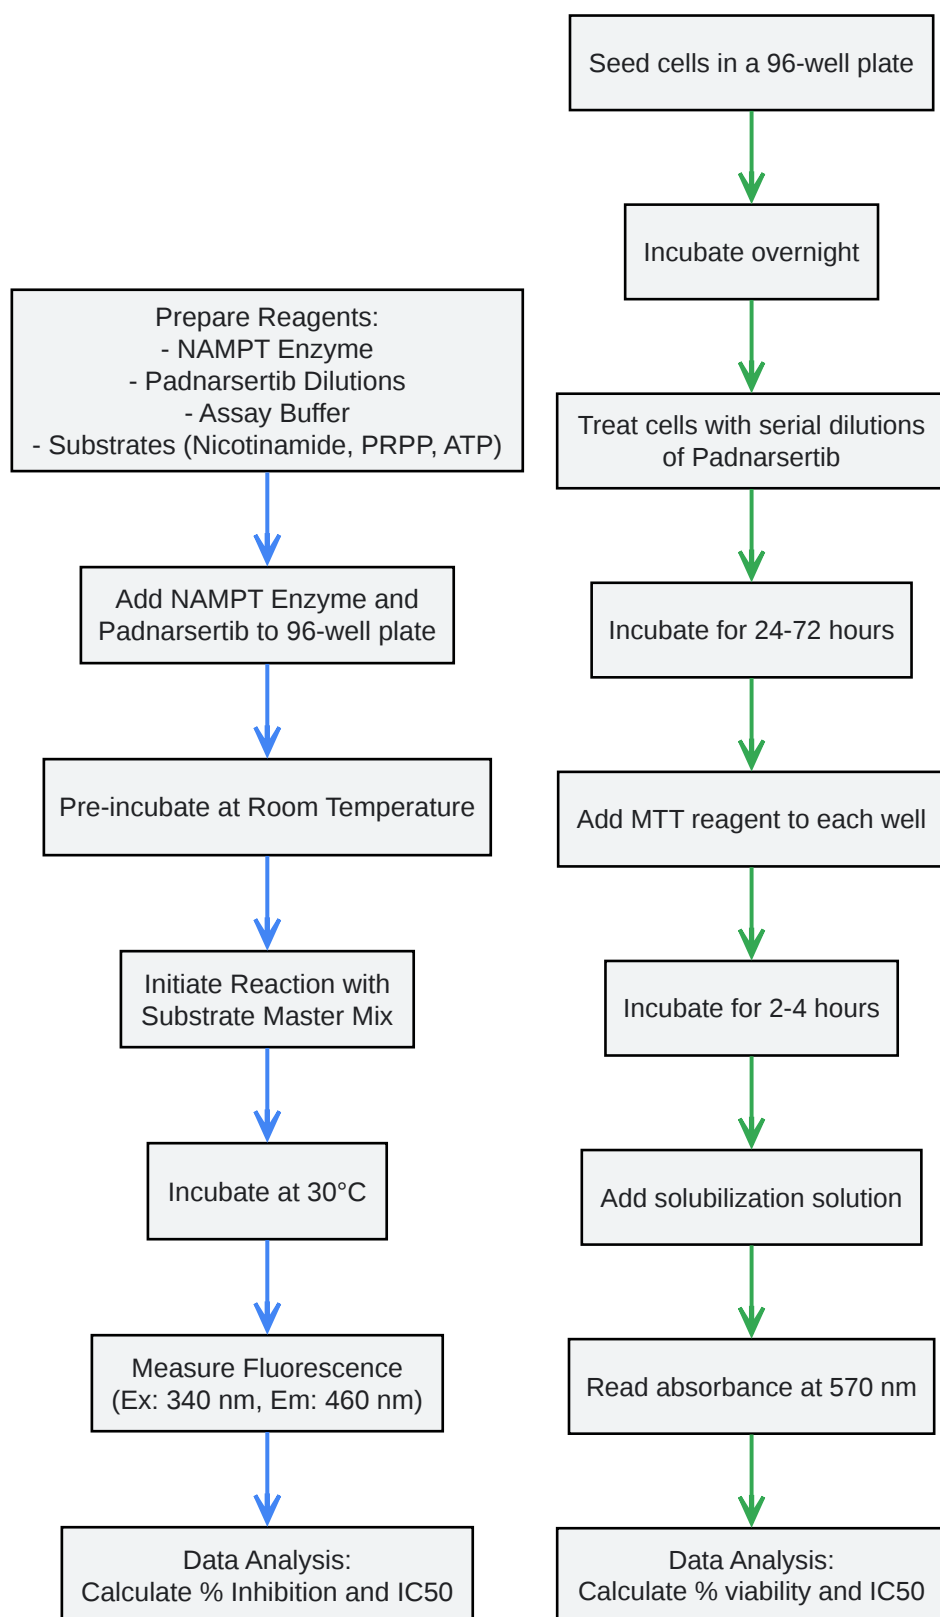 Prepare Reagents:
- NAMPT Enzyme
- Padnarsertib Dilutions
- Assay Buffer
- Substrates (Nicotinamide, PRPP, ATP)
Add NAMPT Enzyme and
Padnarsertib to 96-well plate
Pre-incubate at Room Temperature
Initiate Reaction with
Substrate Master Mix
Incubate at 30°C
Measure Fluorescence
(Ex: 340 nm, Em: 460 nm)
Data Analysis:
Calculate % Inhibition and IC50
Seed cells in a 96-well plate
Incubate overnight
Treat cells with serial dilutions
of Padnarsertib
Incubate for 24-72 hours
Add MTT reagent to each well
Incubate for 2-4 hours
Add solubilization solution
Read absorbance at 570 nm
Data Analysis:
Calculate % viability and IC50